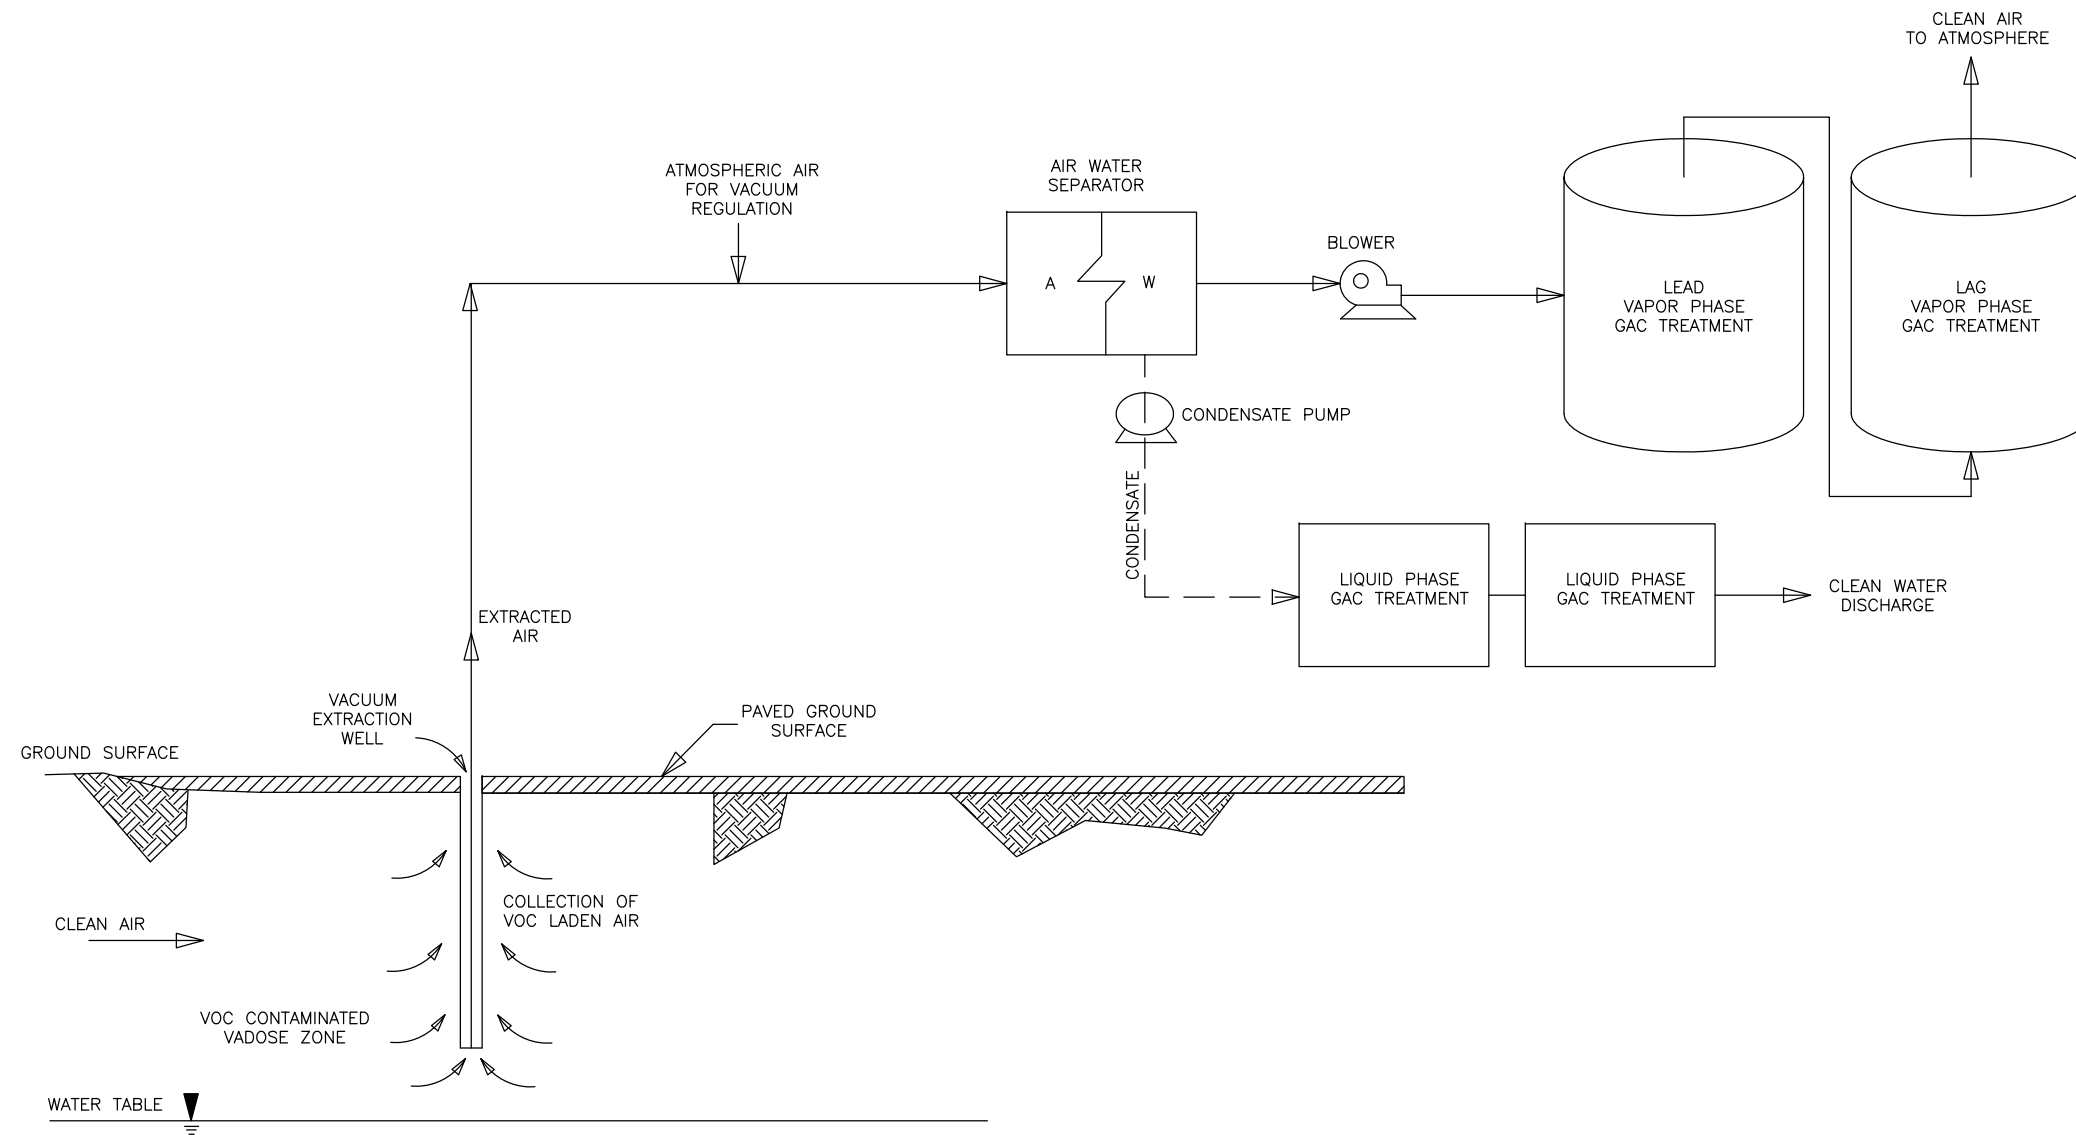 CLEAN AIR
TO ATMOSPHERE
ATMOSPHERIC AIR
FOR VACUUM
REGULATION
AIR WATER
SEPARATOR
A
W
BLOWER
LEAD
VAPOR PHASE
GAC TREATMENT
LAG
VAPOR PHASE
GAC TREATMENT
CONDENSATE PUMP
CONDENSATE
LIQUID PHASE
GAC TREATMENT
LIQUID PHASE
GAC TREATMENT
CLEAN WATER
DISCHARGE
EXTRACTED
AIR
VACUUM
EXTRACTION
WELL
PAVED GROUND
SURFACE
GROUND SURFACE
COLLECTION OF
VOC LADEN AIR
CLEAN AIR
VOC CONTAMINATED
VADOSE ZONE
WATER TABLE